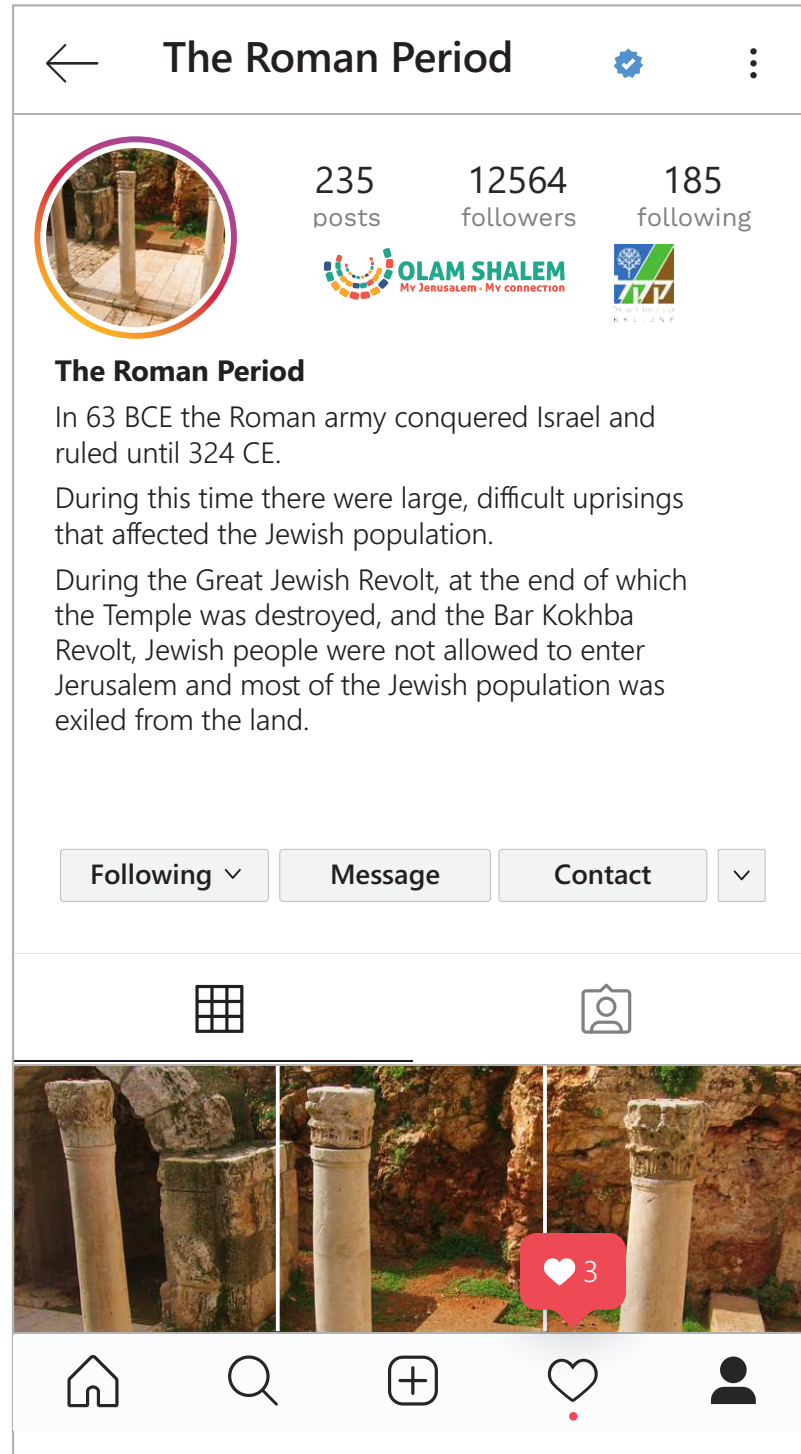 The Roman Period
235 12564 185
posts followers following
OLAM SHALEM
My Jerusalem • My connection
קקל
KKL-JNF
The Roman Period
In 63 BCE the Roman army conquered Israel and
ruled until 324 CE.
During this time there were large, difficult uprisings
that affected the Jewish population.
During the Great Jewish Revolt, at the end of which
the Temple was destroyed, and the Bar Kokhba
Revolt, Jewish people were not allowed to enter
Jerusalem and most of the Jewish population was
exiled from the land.
Following Message Contact
3